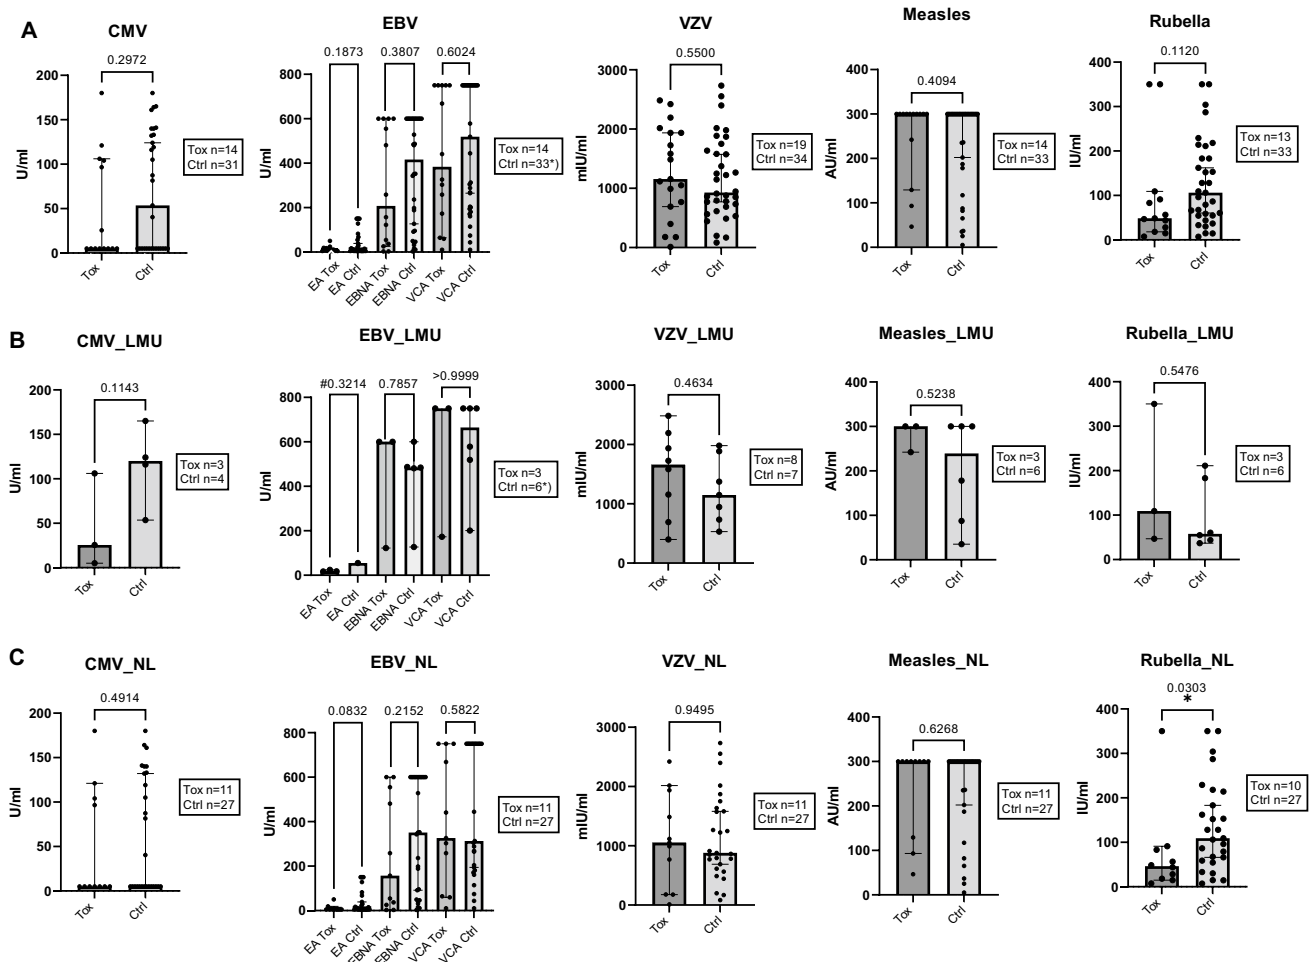 A
CMV
0.2972
U/ml
200
150
100
50
0
Tox
Ctrl
Tox n=14
Ctrl n=31
EBV
0.1873
0.3807
0.6024
U/ml
800
600
400
200
0
EA Tox
EA Ctrl
EBNA Tox
EBNA Ctrl
VCA Tox
VCA Ctrl
Tox n=14
Ctrl n=33*)
VZV
0.5500
mIU/ml
3000
2000
1000
0
Tox
Ctrl
Tox n=19
Ctrl n=34
Measles
0.4094
AU/ml
400
300
200
100
0
Tox
Ctrl
Tox n=14
Ctrl n=33
Rubella
0.1120
IU/ml
400
300
200
100
0
Tox
Ctrl
Tox n=13
Ctrl n=33
B
CMV_LMU
0.1143
U/ml
200
150
100
50
0
Tox
Ctrl
Tox n=3
Ctrl n=4
EBV_LMU
#0.3214
0.7857
>0.9999
U/ml
800
600
400
200
0
EA Tox
EA Ctrl
EBNA Tox
EBNA Ctrl
VCA Tox
VCA Ctrl
Tox n=3
Ctrl n=6*)
VZV_LMU
0.4634
mIU/ml
3000
2000
1000
0
Tox
Ctrl
Tox n=8
Ctrl n=7
Measles_LMU
0.5238
AU/ml
400
300
200
100
0
Tox
Ctrl
Tox n=3
Ctrl n=6
Rubella_LMU
0.5476
IU/ml
400
300
200
100
0
Tox
Ctrl
Tox n=3
Ctrl n=6
C
CMV_NL
0.4914
U/ml
200
150
100
50
0
Tox
Ctrl
Tox n=11
Ctrl n=27
EBV_NL
0.0832
0.2152
0.5822
U/ml
800
600
400
200
0
EA Tox
EA Ctrl
EBNA Tox
EBNA Ctrl
VCA Tox
VCA Ctrl
Tox n=11
Ctrl n=27
VZV_NL
0.9495
mIU/ml
3000
2000
1000
0
Tox
Ctrl
Tox n=11
Ctrl n=27
Measles_NL
0.6268
AU/ml
400
300
200
100
0
Tox
Ctrl
Tox n=11
Ctrl n=27
Rubella_NL
0.0303
*
IU/ml
400
300
200
100
0
Tox
Ctrl
Tox n=10
Ctrl n=27